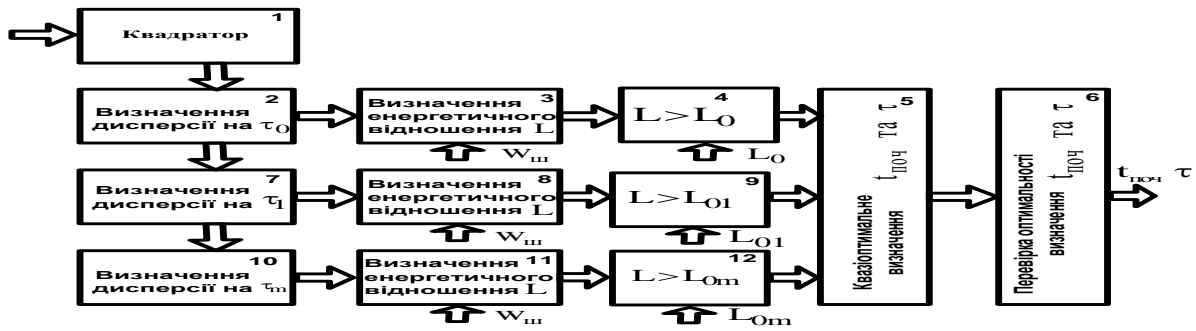 1
Квадратор
2
Визначення
дисперсії на τ0
3
Визначення
енергетичного
відношення L
Wш
4
L > L0
L0
5
Квазіоптимальне
визначення tпоч та τ
6
Перевірка оптимальності
визначення tпоч та τ
tпоч τ
7
Визначення
дисперсії на τ1
8
Визначення
енергетичного
відношення L
Wш
9
L > L01
L01
10
Визначення
дисперсії на τm
11
Визначення
енергетичного
відношення L
Wш
12
L > L0m
L0m